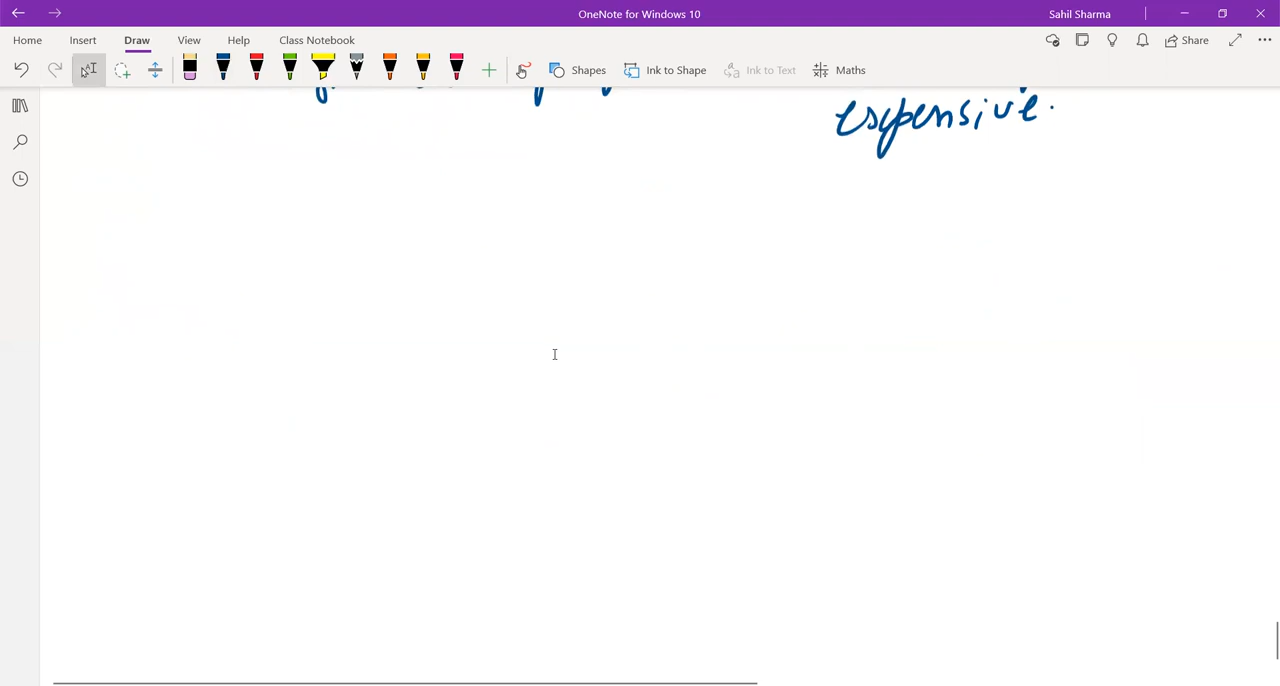 OneNote for Windows 10
Sahil Sharma
Home Insert Draw View Help Class Notebook
Share
Shapes Ink to Shape Ink to Text Maths
expensive.